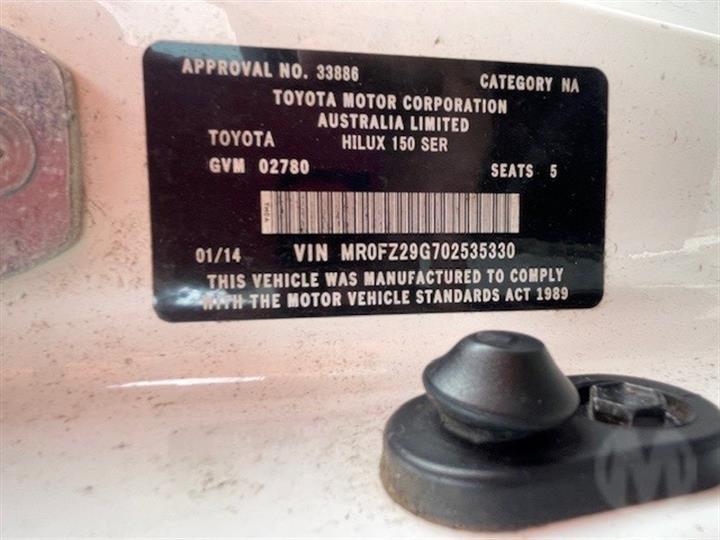 APPROVAL NO. 33886 CATEGORY NA
TOYOTA MOTOR CORPORATION
AUSTRALIA LIMITED
TOYOTA HILUX 150 SER
GVM 02780 SEATS 5
TMCA
01/14 VIN MR0FZ29G702535330
THIS VEHICLE WAS MANUFACTURED TO COMPLY
WITH THE MOTOR VEHICLE STANDARDS ACT 1989
M